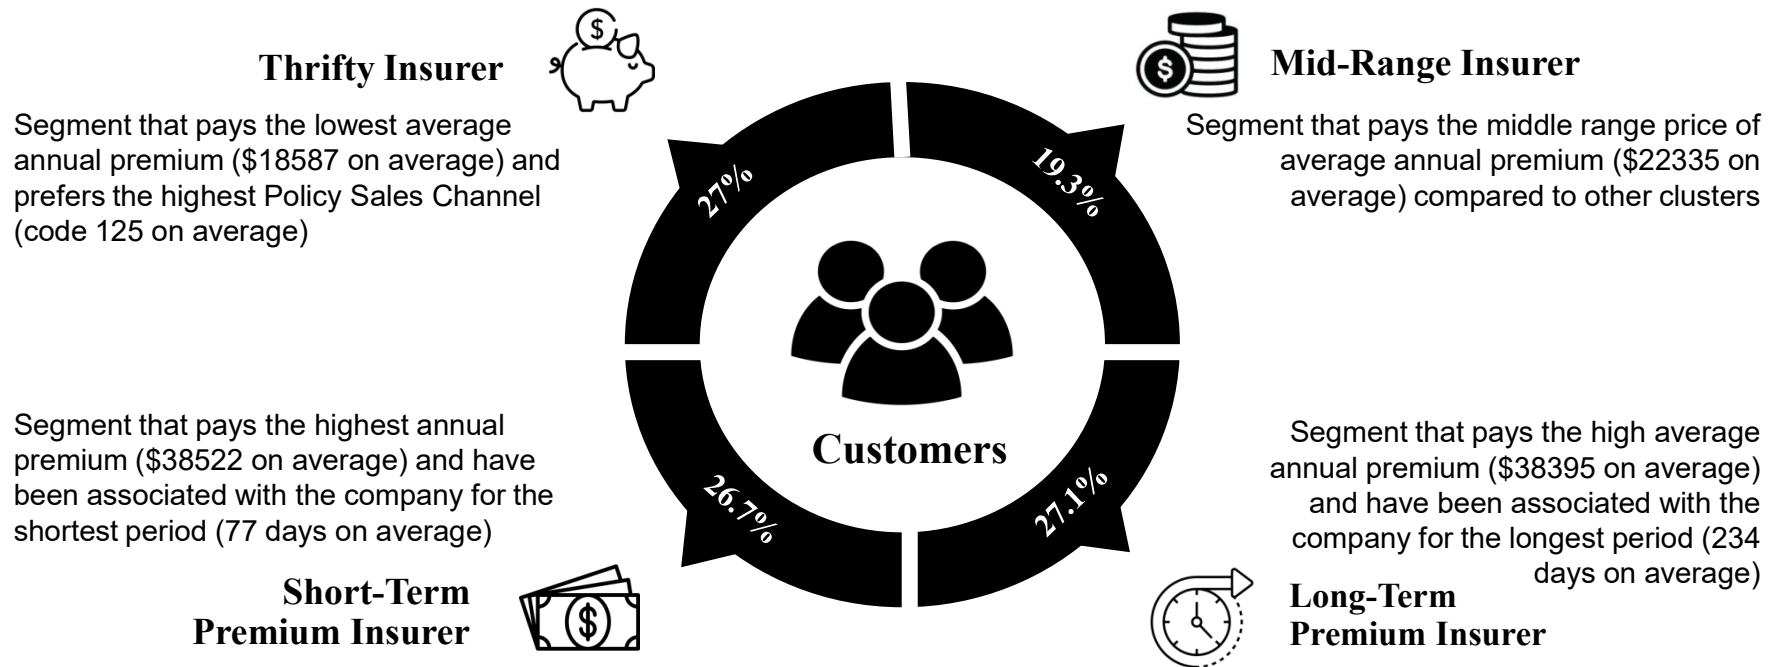 Thrifty Insurer
Segment that pays the lowest average
annual premium ($18587 on average) and
prefers the highest Policy Sales Channel
(code 125 on average)
27%
$
Mid-Range Insurer
Segment that pays the middle range price of
average annual premium ($22335 on
average) compared to other clusters
19.3%
$
Customers
Segment that pays the highest annual
premium ($38522 on average) and have
been associated with the company for the
shortest period (77 days on average)
26.7%
Short-Term
Premium Insurer
$
Segment that pays the high average
annual premium ($38395 on average)
and have been associated with the
company for the longest period (234
days on average)
27.1%
Long-Term
Premium Insurer